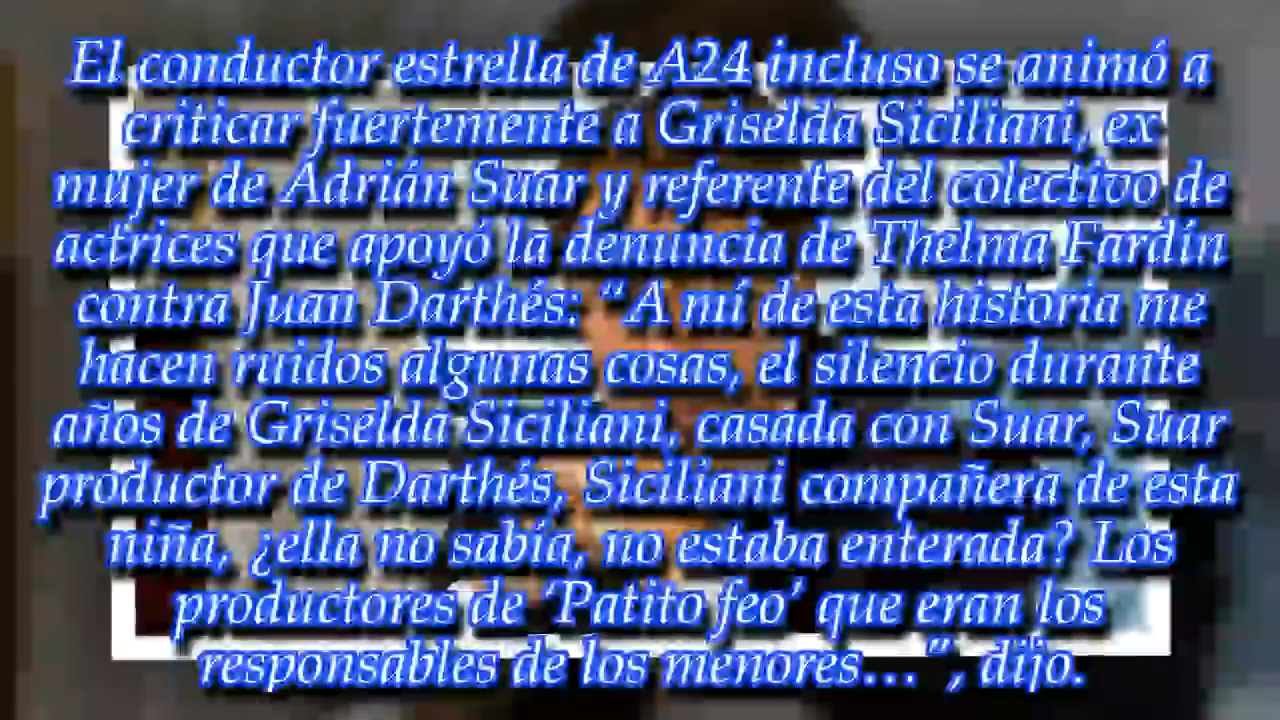 El conductor estrella de A24 incluso se animó a
criticar fuertemente a Griselda Siciliani, ex
mujer de Adrián Suar y referente del colectivo de
actrices que apoyó la denuncia de Thelma Fardín
contra Juan Darthés: “A mí de esta historia me
hacen ruidos algunas cosas, el silencio durante
años de Griselda Siciliani, casada con Suar, Suar
productor de Darthés, Siciliani compañera de esta
niña, ¿ella no sabía, no estaba enterada? Los
productores de ‘Patito feo’ que eran los
responsables de los menores…”, dijo.